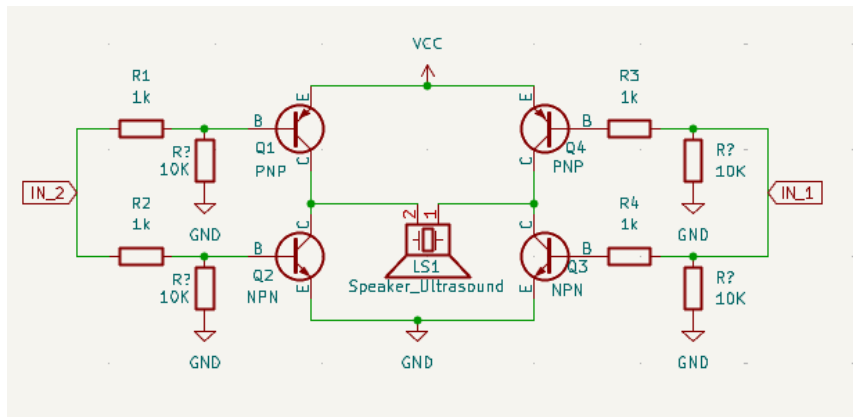 VCC
R1
1k
R3
1k
E
E
B
B
Q1
Q4
R?
10K
PNP
PNP
R?
10K
C
C
IN_2
IN_1
R2
1k
R4
1k
GND
GND
2
1
C
C
B
B
Q2
Q3
LS1
R?
10K
NPN
NPN
R?
10K
E
E
Speaker_Ultrasound
GND
GND
GND